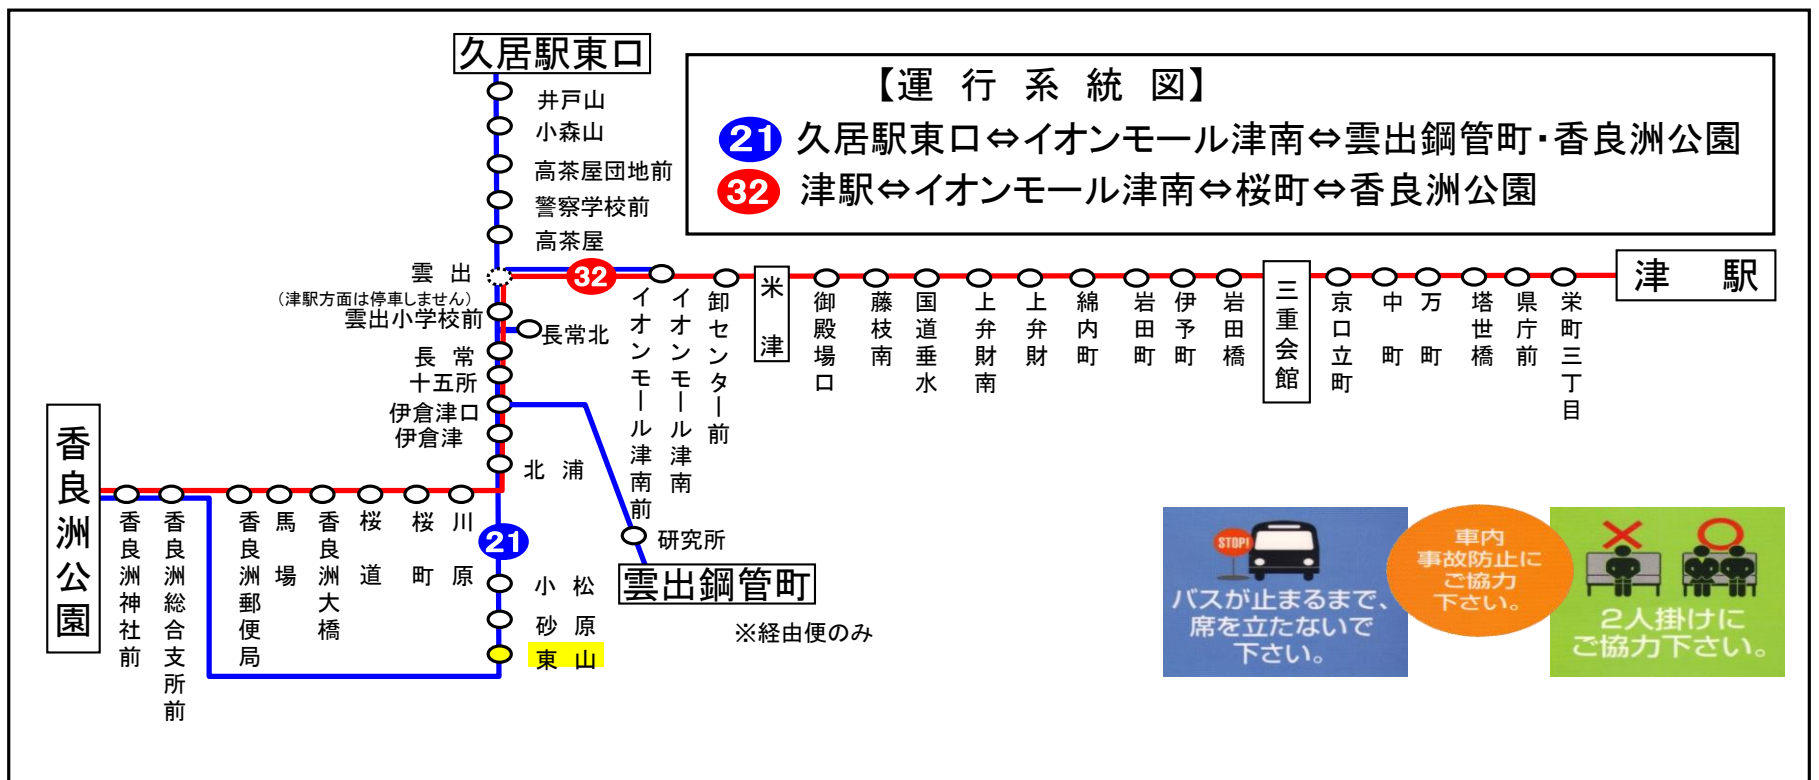 久居駅東口
【運 行 系 統 図】
21 久居駅東口⇔イオンモール津南⇔雲出鋼管町・香良洲公園
32 津駅⇔イオンモール津南⇔桜町⇔香良洲公園
井戸山
小森山
高茶屋団地前
警察学校前
高茶屋
雲 出
(津駅方面は停車しません)
雲出小学校前
長常北
長 常
十五所
伊倉津口
伊倉津
北 浦
32
イオンモール津南前
イオンモール津南
卸センター前
米 津
御殿場口
藤枝南
国道垂水
上弁財南
上弁財
綿内町
岩田町
伊予町
岩田橋
三重会館
京口立町
中 町
万 町
塔世橋
県庁前
栄町三丁目
津 駅
香良洲公園
香良洲神社前
香良洲総合支所前
香良洲郵便局
馬 場
香良洲大橋
桜 道
桜 町
川 原
21
小 松
砂 原
東 山
研究所
雲出鋼管町
※経由便のみ
STOP!
バスが止まるまで、
席を立たないで
下さい。
車内
事故防止に
ご協力
下さい。
2人掛けに
ご協力下さい。